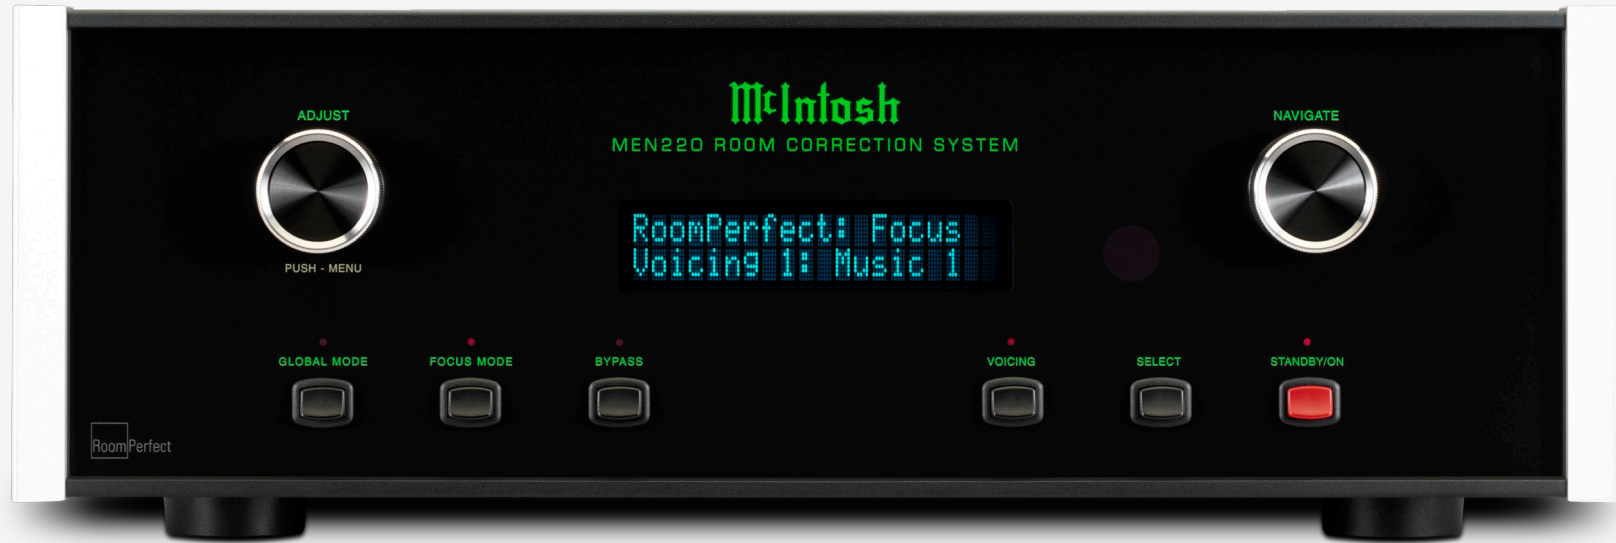 McIntosh
MEN220 ROOM CORRECTION SYSTEM
ADJUST
NAVIGATE
PUSH - MENU
RoomPerfect: Focus
Voicing 1: Music 1
GLOBAL MODE
FOCUS MODE
BYPASS
VOICING
SELECT
STANDBY/ON
RoomPerfect